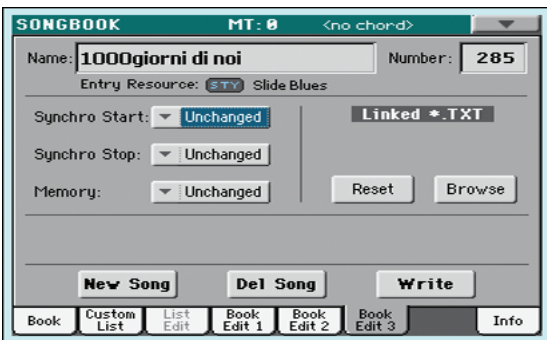 SONGBOOK MT: 0 <no chord>
Name: 1000giorni di noi Number: 285
Entry Resource: STY Slide Blues
Synchro Start: Unchanged Linked *.TXT
Synchro Stop: Unchanged
Memory: Unchanged Reset Browse
New Song Del Song Write
Book Custom List List Edit Book Edit 1 Book Edit 2 Book Edit 3 Info